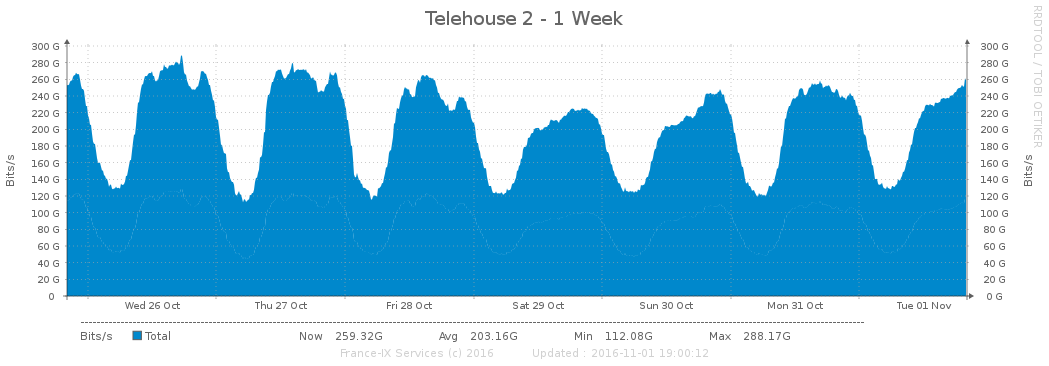 Telehouse 2 - 1 Week
RRDTOOL / TOBI OETIKER
Bits/s
300 G
280 G
260 G
240 G
220 G
200 G
180 G
160 G
140 G
120 G
100 G
80 G
60 G
40 G
20 G
0
300 G
280 G
260 G
240 G
220 G
200 G
180 G
160 G
140 G
120 G
100 G
80 G
60 G
40 G
20 G
0 G
Bits/s
Wed 26 Oct Thu 27 Oct Fri 28 Oct Sat 29 Oct Sun 30 Oct Mon 31 Oct Tue 01 Nov
Bits/s Total Now 259.32G Avg 203.16G Min 112.08G Max 288.17G
France-IX Services (c) 2016 Updated : 2016-11-01 19:00:12